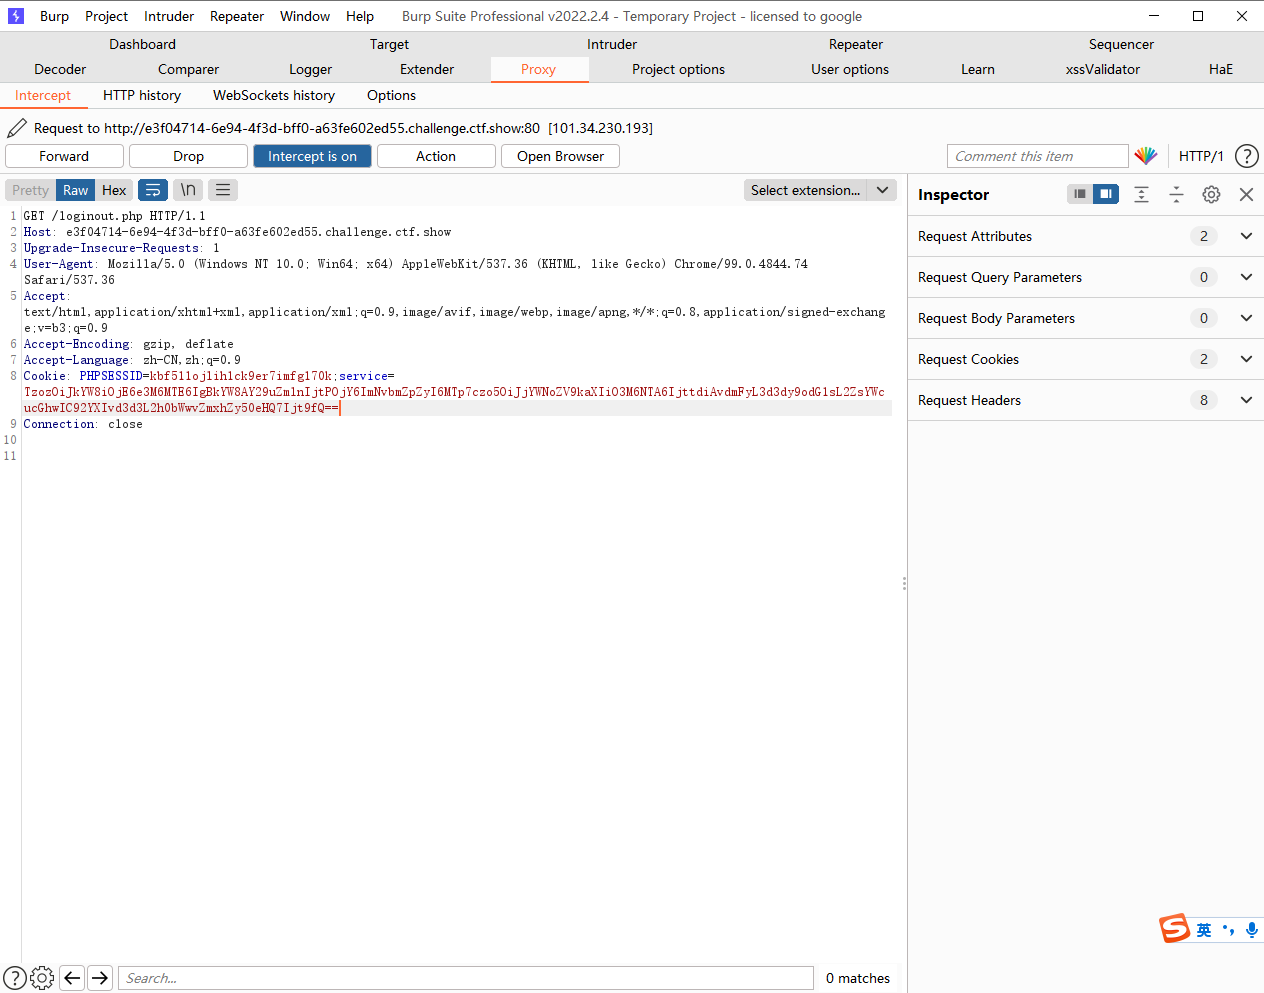 Burp Project Intruder Repeater Window Help Burp Suite Professional v2022.2.4 - Temporary Project - licensed to google
Dashboard Target Intruder Repeater Sequencer
Decoder Comparer Logger Extender Proxy Project options User options Learn xssValidator HaE
Intercept HTTP history WebSockets history Options
Request to http://e3f04714-6e94-4f3d-bff0-a63fe602ed55.challenge.ctf.show:80 [101.34.230.193]
Forward Drop Intercept is on Action Open Browser Comment this item HTTP/1 ?
Pretty Raw Hex \n Select extension... Inspector
1 GET /loginout.php HTTP/1.1
2 Host: e3f04714-6e94-4f3d-bff0-a63fe602ed55.challenge.ctf.show
3 Upgrade-Insecure-Requests: 1
4 User-Agent: Mozilla/5.0 (Windows NT 10.0; Win64; x64) AppleWebKit/537.36 (KHTML, like Gecko) Chrome/99.0.4844.74
Safari/537.36
5 Accept:
text/html,application/xhtml+xml,application/xml;q=0.9,image/avif,image/webp,image/apng,*/*;q=0.8,application/signed-exchang
e;v=b3;q=0.9
6 Accept-Encoding: gzip, deflate
7 Accept-Language: zh-CN,zh;q=0.9
8 Cookie: PHPSESSID=kbf51lojlih1ck9er7imfgl70k;service=
9 Connection: close
10
11
Request Attributes 2
Request Query Parameters 0
Request Body Parameters 0
Request Cookies 2
Request Headers 8
S 英
? Search... 0 matches